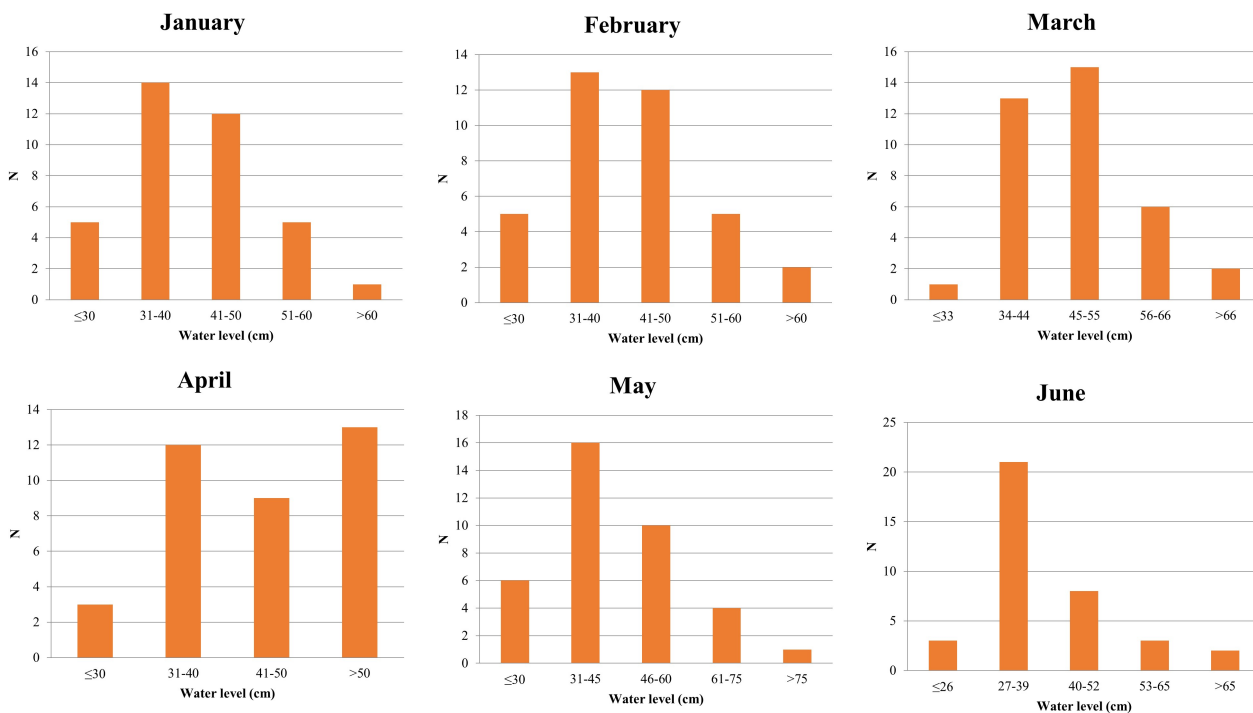 January
16
14
12
10
8
6
4
2
0
N
≤30 31-40 41-50 51-60 >60
Water level (cm)
February
14
12
10
8
6
4
2
0
N
≤30 31-40 41-50 51-60 >60
Water level (cm)
March
16
14
12
10
8
6
4
2
0
N
≤33 34-44 45-55 56-66 >66
Water level (cm)
April
14
12
10
8
6
4
2
0
N
≤30 31-40 41-50 >50
Water level (cm)
May
18
16
14
12
10
8
6
4
2
0
N
≤30 31-45 46-60 61-75 >75
Water level (cm)
June
25
20
15
10
5
0
N
≤26 27-39 40-52 53-65 >65
Water level (cm)